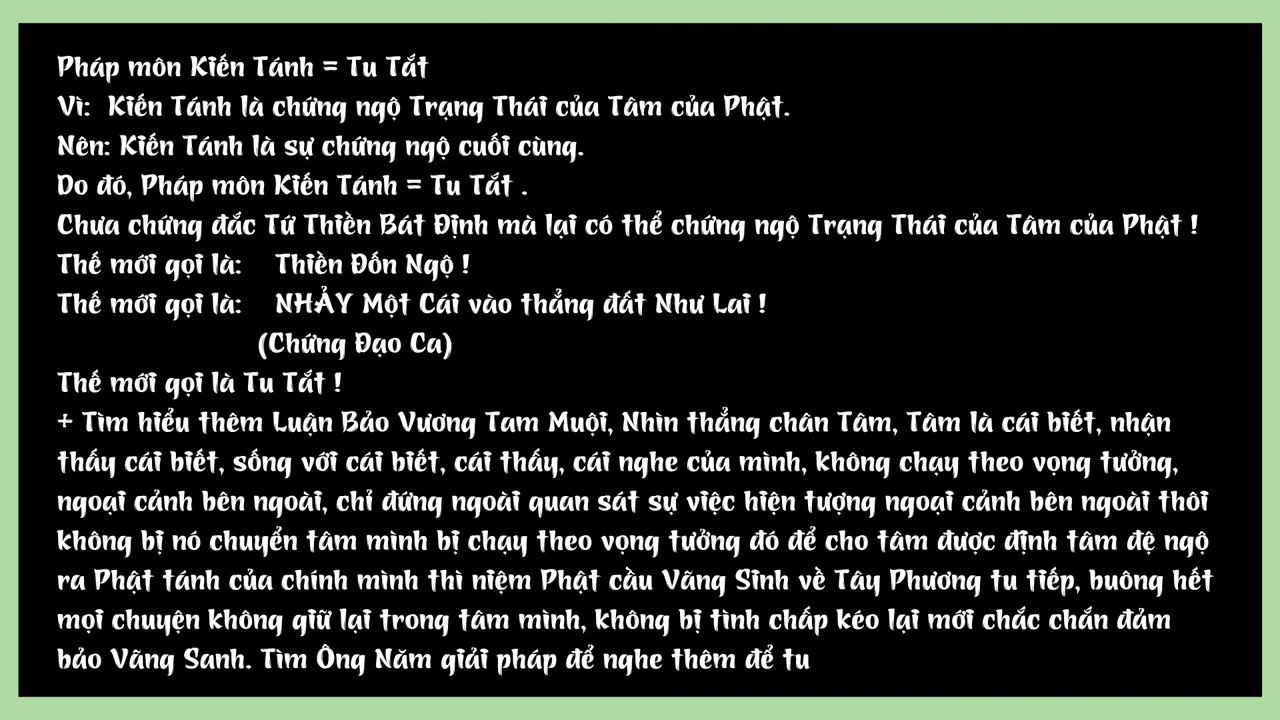 Pháp môn Kiến Tánh = Tu Tắt
Vì: Kiến Tánh là chứng ngộ Trạng Thái của Tâm của Phật.
Nên: Kiến Tánh là sự chứng ngộ cuối cùng.
Do đó, Pháp môn Kiến Tánh = Tu Tắt .
Chưa chứng đắc Tứ Thiền Bát Định mà lại có thể chứng ngộ Trạng Thái của Tâm của Phật !
Thế mới gọi là: Thiền Đốn Ngộ !
Thế mới gọi là: NHẢY Một Cái vào thẳng đất Như Lai !
(Chứng Đạo Ca)
Thế mới gọi là Tu Tắt !
+ Tìm hiểu thêm Luận Bảo Vương Tam Muội, Nhìn thẳng chân Tâm, Tâm là cái biết, nhận
thấy cái biết, sống với cái biết, cái thấy, cái nghe của mình, không chạy theo vọng tưởng,
ngoại cảnh bên ngoài, chỉ đứng ngoài quan sát sự việc hiện tượng ngoại cảnh bên ngoài thôi
không bị nó chuyển tâm mình bị chạy theo vọng tưởng đó để cho tâm được định tâm đệ ngộ
ra Phật tánh của chính mình thì niệm Phật cầu Vãng Sinh về Tây Phương tu tiếp, buông hết
mọi chuyện không giữ lại trong tâm mình, không bị tình chấp kéo lại mới chắc chắn đảm
bảo Vãng Sanh. Tìm Ông Năm giải pháp để nghe thêm để tu